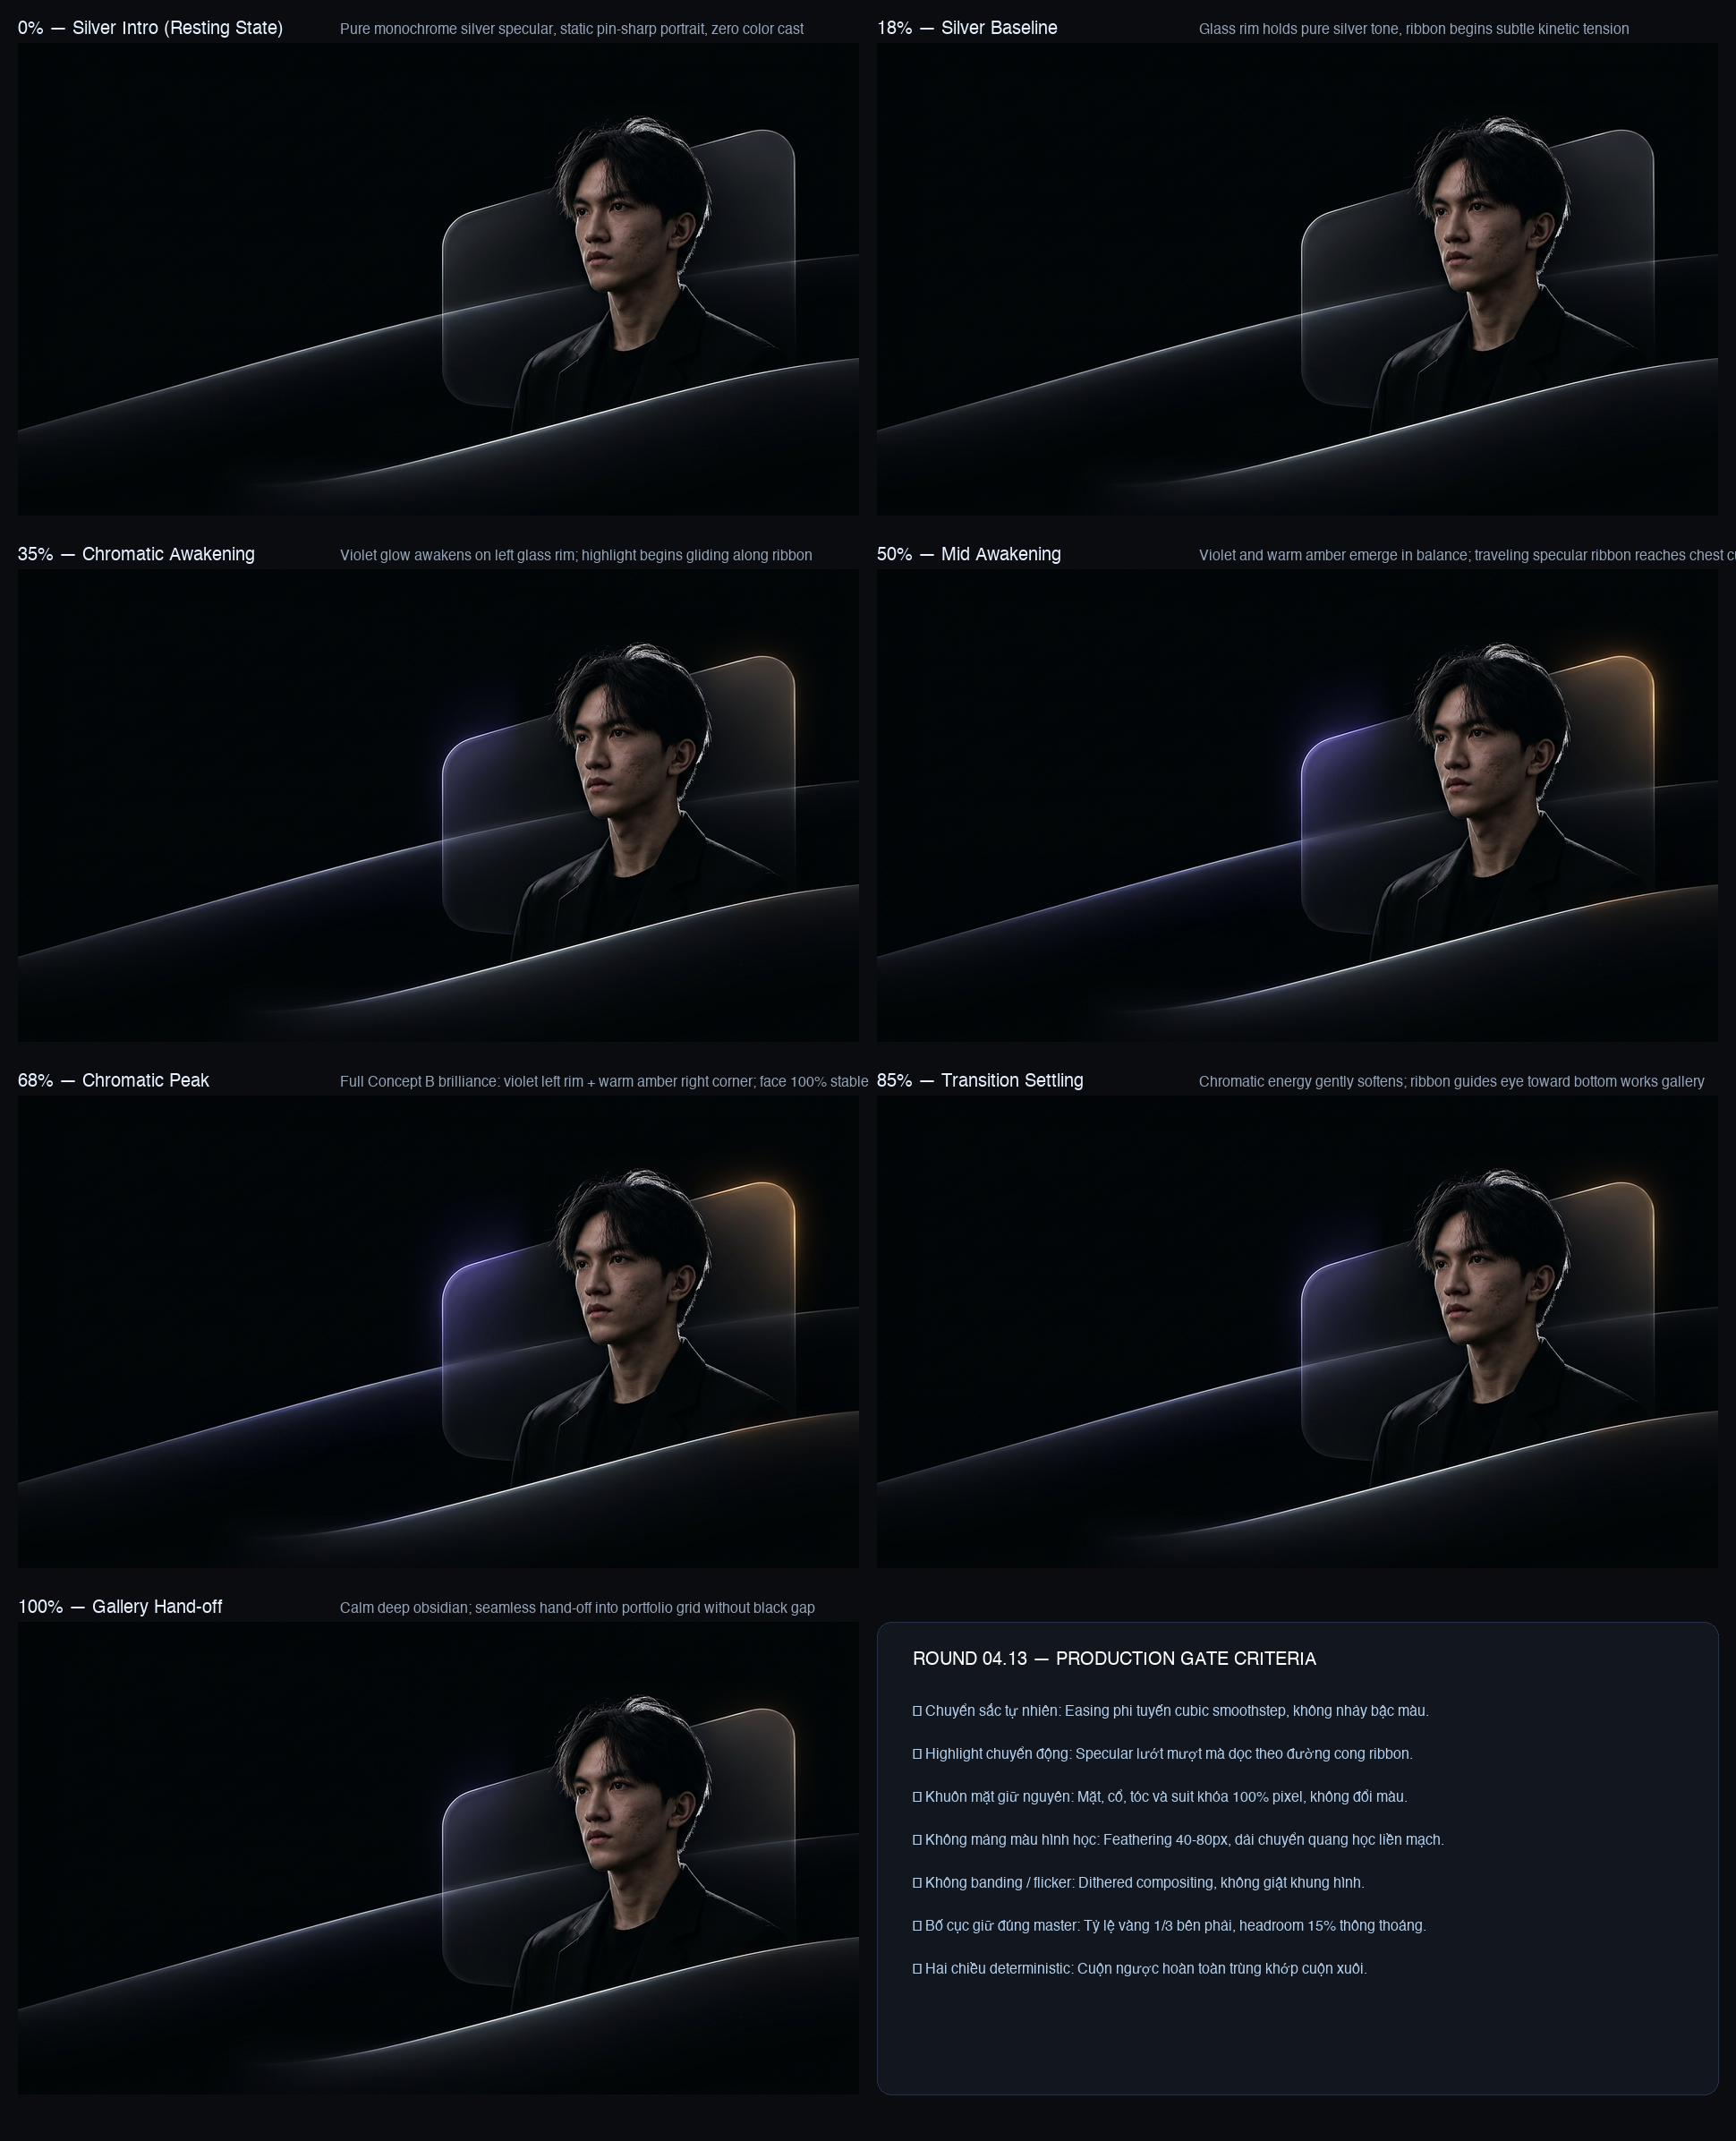 0% — Silver Intro (Resting State)
Pure monochrome silver specular, static pin-sharp portrait, zero color cast
18% — Silver Baseline
Glass rim holds pure silver tone, ribbon begins subtle kinetic tension
35% — Chromatic Awakening
Violet glow awakens on left glass rim; highlight begins gliding along ribbon
50% — Mid Awakening
Violet and warm amber emerge in balance; traveling specular ribbon reaches chest
68% — Chromatic Peak
Full Concept B brilliance: violet left rim + warm amber right corner; face 100% stable
85% — Transition Settling
Chromatic energy gently softens; ribbon guides eye toward bottom works gallery
100% — Gallery Hand-off
Calm deep obsidian; seamless hand-off into portfolio grid without black gap
ROUND 04.13 — PRODUCTION GATE CRITERIA
□ Chuyển sắc tự nhiên: Easing phi tuyến cubic smoothstep, không nhảy bậc màu.
□ Highlight chuyển động: Specular lướt mượt mà dọc theo đường cong ribbon.
□ Khuôn mặt giữ nguyên: Mặt, cổ, tóc và suit khóa 100% pixel, không đổi màu.
□ Không mảng màu hình học: Feathering 40-80px, dải chuyển quang học liền mạch.
□ Không banding / flicker: Dithered compositing, không giật khung hình.
□ Bố cục giữ đúng master: Tỷ lệ vàng 1/3 bên phải, headroom 15% thông thoáng.
□ Hai chiều deterministic: Cuộn ngược hoàn toàn trùng khớp cuộn xuôi.